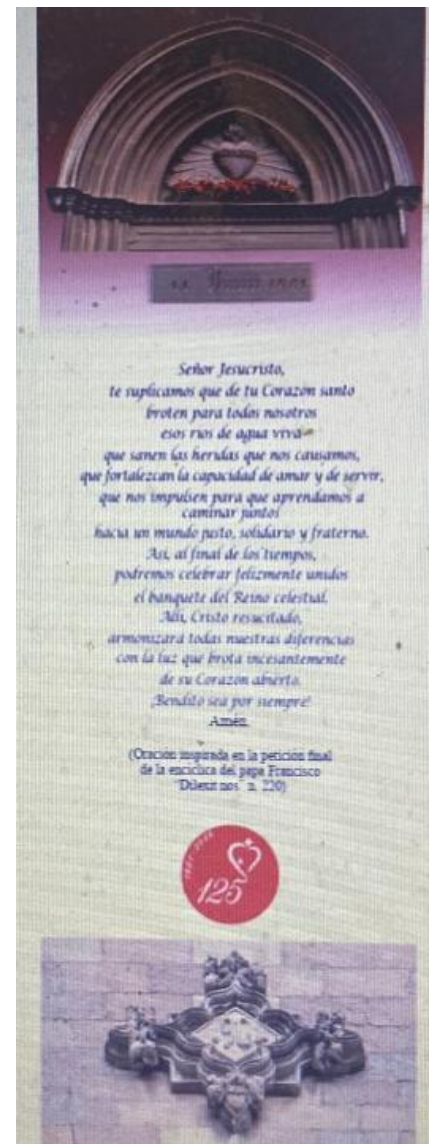 Señor Jesucristo,
te suplicamos que de tu Corazón santo
broten para todos nosotros
esos ríos de agua viva
que sanen las heridas que nos causamos,
que fortalezcan la capacidad de amar y de servir,
que nos impulsen para que aprendamos a
caminar juntos
hacia un mundo justo, solidario y fraterno.
Así, al final de los tiempos,
podremos celebrar felizmente unidos
el banquete del Reino celestial.
Allí, Cristo resucitado,
armonizará todas nuestras diferencias
con la luz que brota incesantemente
de su Corazón abierto.
¡Bendito sea por siempre!
Amén.
(Oración inspirada en la petición final
de la encíclica del papa Francisco
"Dilexit nos" n. 220)
125